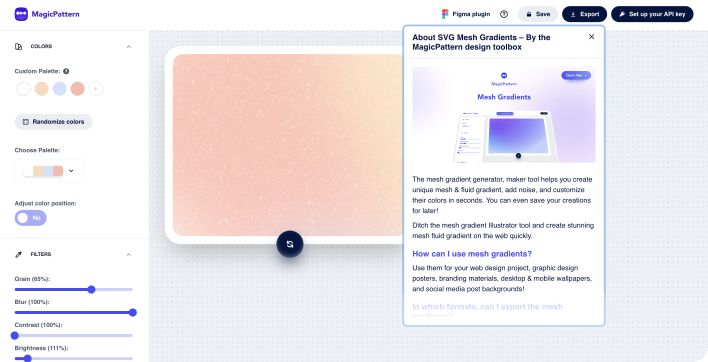 MagicPattern
Figma plugin
Save
Export
Set up your API key
COLORS
Custom Palette:
Randomize colors
Choose Palette:
Adjust color position:
No
FILTERS
Grain (65%):
Blur (100%):
Contrast (100%):
Brightness (111%):
About SVG Mesh Gradients – By the
MagicPattern design toolbox
MagicPattern
Mesh Gradients
The mesh gradient generator, maker tool helps you create
unique mesh & fluid gradient, add noise, and customize
their colors in seconds. You can even save your creations
for later!
Ditch the mesh gradient Illustrator tool and create stunning
mesh fluid gradient on the web quickly.
How can I use mesh gradients?
Use them for your web design project, graphic design
posters, branding materials, desktop & mobile wallpapers,
and social media post backgrounds!
In which formats, can I export the mesh
gradients?